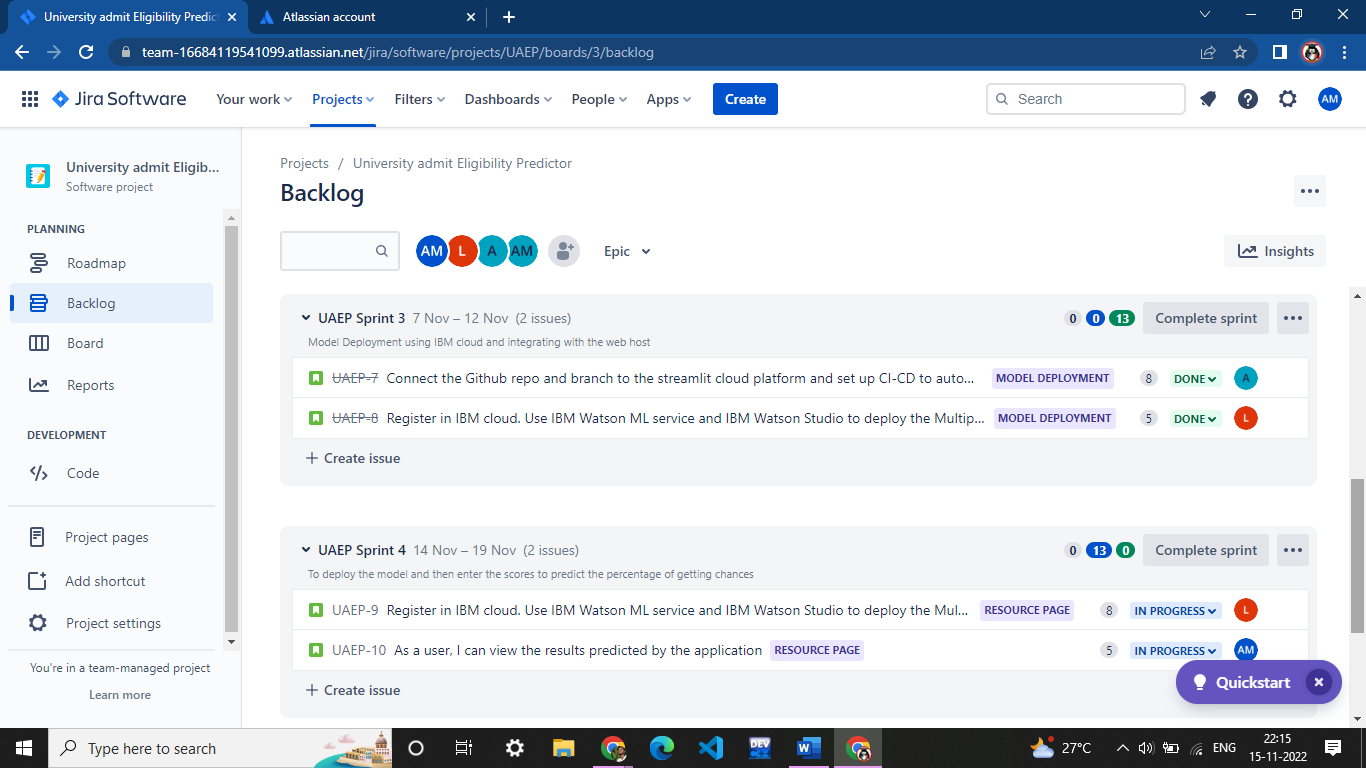 University admit Eligibility Predict
Atlassian account
team-16684119541099.atlassian.net/jira/software/projects/UAEP/boards/3/backlog
Jira Software
Your work
Projects
Filters
Dashboards
People
Apps
Create
Search
AM
University admit Eligib...
Software project
PLANNING
Roadmap
Backlog
Board
Reports
DEVELOPMENT
Code
Project pages
Add shortcut
Project settings
You're in a team-managed project
Learn more
Projects / University admit Eligibility Predictor
Backlog
AM L A AM
Epic
Insights
UAEP Sprint 3 7 Nov – 12 Nov (2 issues) 0 0 13 Complete sprint
Model Deployment using IBM cloud and integrating with the web host
UAEP-7 Connect the Github repo and branch to the streamlit cloud platform and set up CI-CD to auto... MODEL DEPLOYMENT 8 DONE A
UAEP-8 Register in IBM cloud. Use IBM Watson ML service and IBM Watson Studio to deploy the Multip... MODEL DEPLOYMENT 5 DONE L
+ Create issue
UAEP Sprint 4 14 Nov – 19 Nov (2 issues) 0 13 0 Complete sprint
To deploy the model and then enter the scores to predict the percentage of getting chances
UAEP-9 Register in IBM cloud. Use IBM Watson ML service and IBM Watson Studio to deploy the Mul... RESOURCE PAGE 8 IN PROGRESS L
UAEP-10 As a user, I can view the results predicted by the application RESOURCE PAGE 5 IN PROGRESS AM
+ Create issue
Quickstart
Type here to search
DEV
27°C
ENG
22:15
15-11-2022